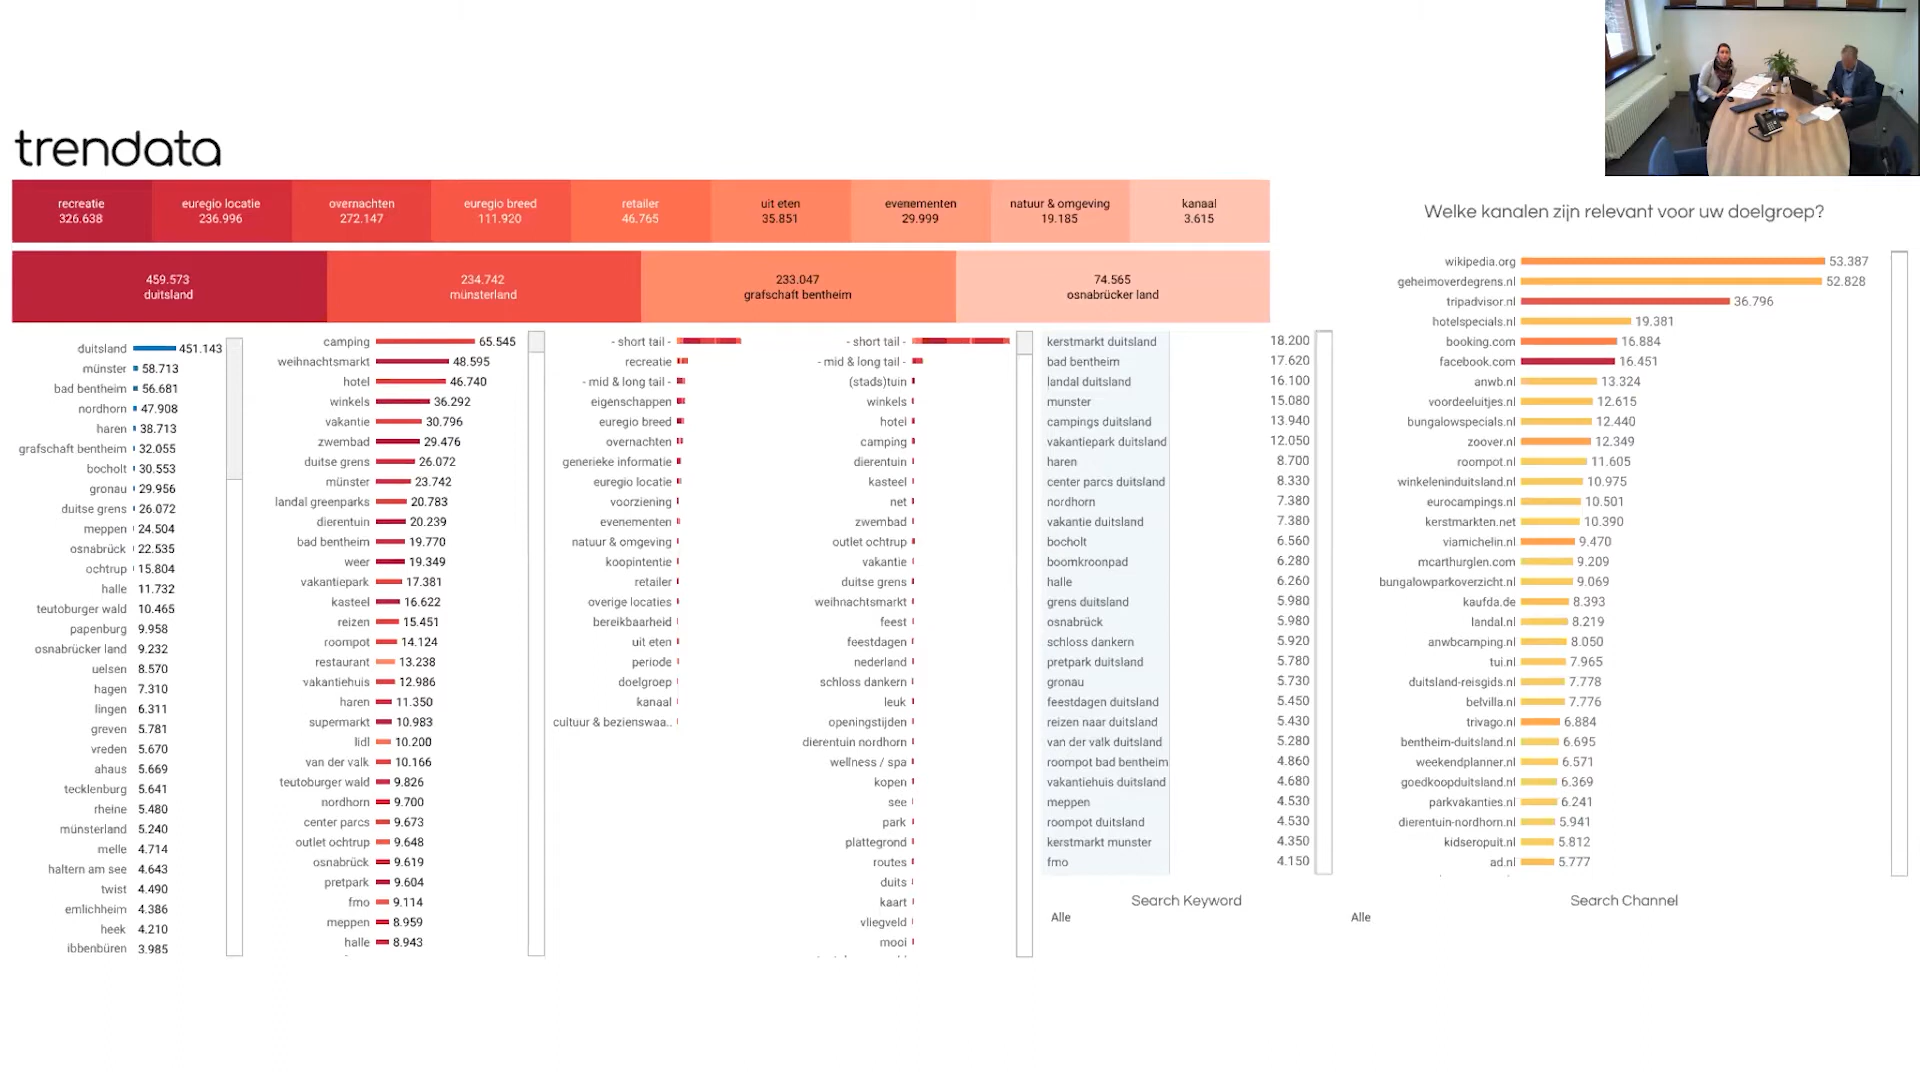 trendata
recreatie
326.638
euregio locatie
236.996
overnachten
272.147
euregio breed
111.920
retailer
46.765
uit eten
35.851
evenementen
29.999
natuur & omgeving
19.185
kanaal
3.615
459.573
duitsland
234.742
münsterland
233.047
grafschaft bentheim
74.565
osnabrücker land
duitsland 451.143
münster 58.713
bad bentheim 56.681
nordhorn 47.908
haren 38.713
grafschaft bentheim 32.055
bocholt 30.553
gronau 29.956
duitse grens 26.072
meppen 24.504
osnabrück 22.535
ochtrup 15.804
halle 11.732
teutoburger wald 10.465
papenburg 9.958
osnabrücker land 9.232
uelsen 8.570
hagen 7.310
lingen 6.311
greven 5.781
vreden 5.670
ahaus 5.669
tecklenburg 5.641
rheine 5.480
münsterland 5.240
melle 4.714
haltern am see 4.643
twist 4.490
emlichheim 4.386
heek 4.210
ibbenbüren 3.985
camping 65.545
weihnachtsmarkt 48.595
hotel 46.740
winkels 36.292
vakantie 30.796
zwembad 29.476
duitse grens 26.072
münster 23.742
landal greenparks 20.783
dierentuin 20.239
bad bentheim 19.770
weer 19.349
vakantiepark 17.381
kasteel 16.622
reizen 15.451
roompot 14.124
restaurant 13.238
vakantiehuis 12.986
haren 11.350
supermarkt 10.983
lidl 10.200
van der valk 10.166
teutoburger wald 9.826
nordhorn 9.700
center parcs 9.673
outlet ochtrup 9.648
osnabrück 9.619
pretpark 9.604
fmo 9.114
meppen 8.959
halle 8.943
- short tail -
recreatie
- mid & long tail -
eigenschappen
euregio breed
overnachten
generieke informatie
euregio locatie
voorziening
evenementen
natuur & omgeving
koopintentie
retailer
overige locaties
bereikbaarheid
uit eten
periode
doelgroep
kanaal
cultuur & bezienswaa..
- short tail -
- mid & long tail -
(stads)tuin
winkels
hotel
camping
dierentuin
kasteel
net
zwembad
outlet ochtrup
vakantie
duitse grens
weihnachtsmarkt
feest
feestdagen
nederland
schloss dankern
leuk
openingstijden
dierentuin nordhorn
wellness / spa
kopen
see
park
plattegrond
routes
duits
kaart
vliegveld
mooi
kerstmarkt duitsland 18.200
bad bentheim 17.620
landal duitsland 16.100
munster 15.080
campings duitsland 13.940
vakantiepark duitsland 12.050
haren 8.700
center parcs duitsland 8.330
nordhorn 7.380
vakantie duitsland 7.380
bocholt 6.560
boomkroonpad 6.280
halle 6.260
grens duitsland 5.980
osnabrück 5.980
schloss dankern 5.920
pretpark duitsland 5.780
gronau 5.730
feestdagen duitsland 5.450
reizen naar duitsland 5.430
van der valk duitsland 5.280
roompot bad bentheim 4.860
vakantiehuis duitsland 4.680
meppen 4.530
roompot duitsland 4.530
kerstmarkt munster 4.350
fmo 4.150
Search Keyword
Alle
Welke kanalen zijn relevant voor uw doelgroep?
wikipedia.org 53.387
geheimoverdegrens.nl 52.828
tripadvisor.nl 36.796
hotelspecials.nl 19.381
booking.com 16.884
facebook.com 16.451
anwb.nl 13.324
voordeeluitjes.nl 12.615
bungalowspecials.nl 12.440
zoover.nl 12.349
roompot.nl 11.605
winkeleninduitsland.nl 10.975
eurocampings.nl 10.501
kerstmarkten.net 10.390
viamichelin.nl 9.470
mcarthurglen.com 9.209
bungalowparkoverzicht.nl 9.069
kaufda.de 8.393
landal.nl 8.219
anwbcamping.nl 8.050
tui.nl 7.965
duitsland-reisgids.nl 7.778
belvilla.nl 7.776
trivago.nl 6.884
bentheim-duitsland.nl 6.695
weekendplanner.nl 6.571
goedkoopduitsland.nl 6.369
parkvakanties.nl 6.241
dierentuin-nordhorn.nl 5.941
kidseropuit.nl 5.812
ad.nl 5.777
Search Channel
Alle